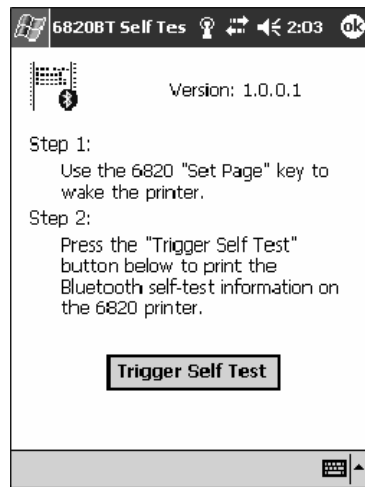 6820BT Self Tes 2:03 ok
Version: 1.0.0.1
Step 1:
Use the 6820 "Set Page" key to
wake the printer.
Step 2:
Press the "Trigger Self Test"
button below to print the
Bluetooth self-test information on
the 6820 printer.
Trigger Self Test